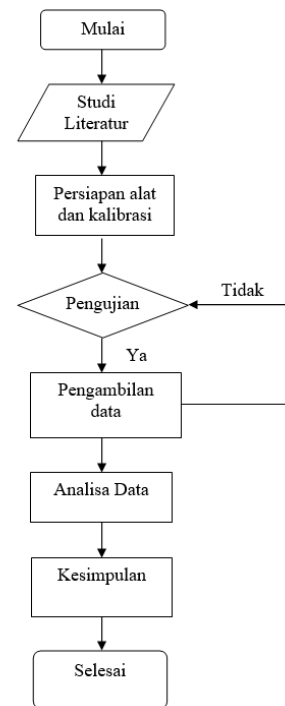 Mulai
Studi
Literatur
Persiapan alat
dan kalibrasi
Pengujian
Tidak
Ya
Pengambilan
data
Analisa Data
Kesimpulan
Selesai